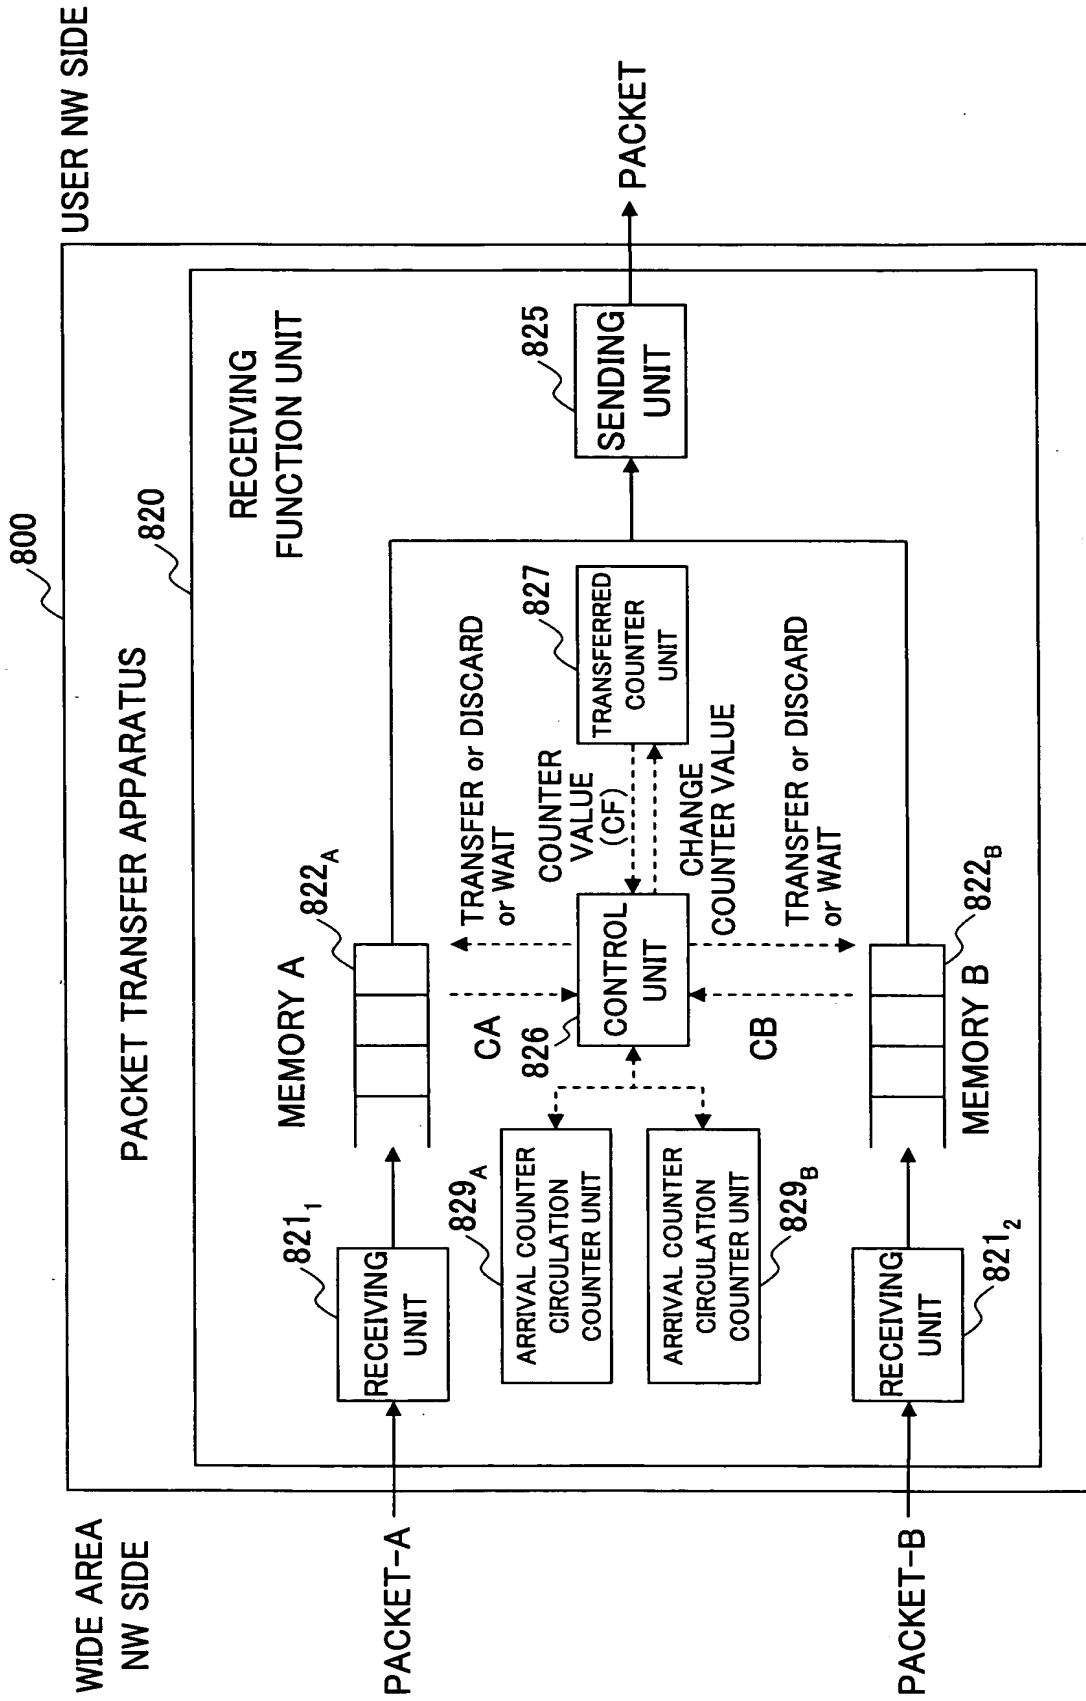 WIDE AREA
NW SIDE
USER NW SIDE
800
PACKET TRANSFER APPARATUS
820
RECEIVING
FUNCTION UNIT
PACKET-A
821₁
RECEIVING
UNIT
MEMORY A
822A
TRANSFER or DISCARD
or WAIT
CA
829A
ARRIVAL COUNTER
CIRCULATION
COUNTER UNIT
826
CONTROL
UNIT
COUNTER
VALUE
(CF)
827
TRANSFERRED
COUNTER
UNIT
CHANGE
COUNTER VALUE
825
SENDING
UNIT
PACKET
ARRIVAL COUNTER
CIRCULATION
COUNTER UNIT
829B
CB
TRANSFER or DISCARD
or WAIT
PACKET-B
RECEIVING
UNIT
821₂
MEMORY B
822B